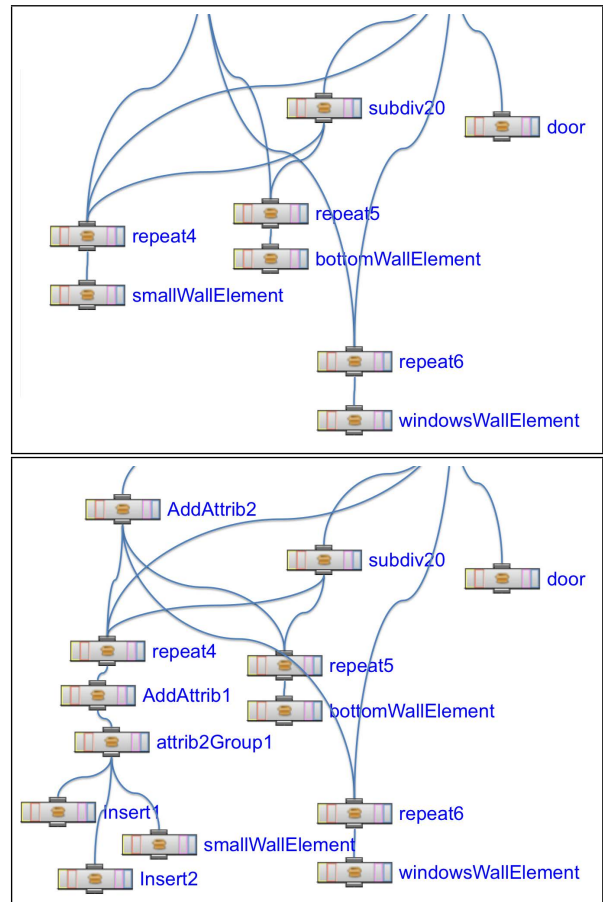 subdiv20
door
repeat5
repeat4
bottomWallElement
smallWallElement
repeat6
windowsWallElement
AddAttrib2
subdiv20
door
repeat4
repeat5
AddAttrib1
bottomWallElement
attrib2Group1
insert1
repeat6
smallWallElement
Insert2
windowsWallElement